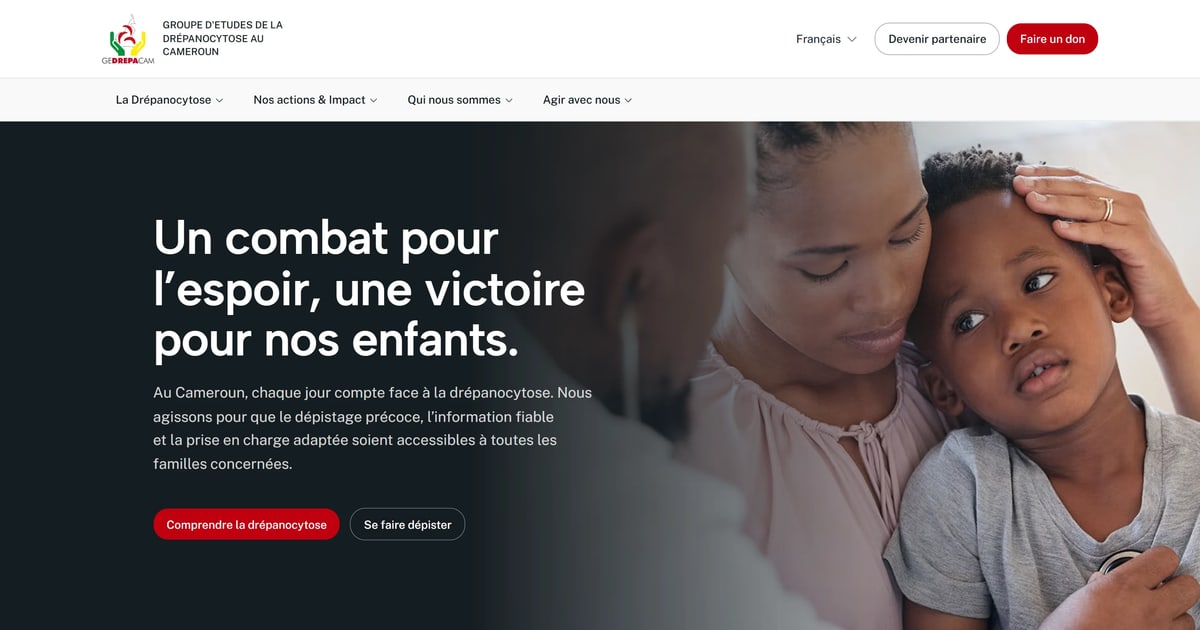 GROUPE D'ETUDES DE LA
DRÉPANOCYTOSE AU
CAMEROUN
GEDREPACAM
Français
Devenir partenaire
Faire un don
La Drépanocytose
Nos actions & Impact
Qui nous sommes
Agir avec nous
Un combat pour
l’espoir, une victoire
pour nos enfants.
Au Cameroun, chaque jour compte face à la drépanocytose. Nous
agissons pour que le dépistage précoce, l’information fiable
et la prise en charge adaptée soient accessibles à toutes les
familles concernées.
Comprendre la drépanocytose
Se faire dépister